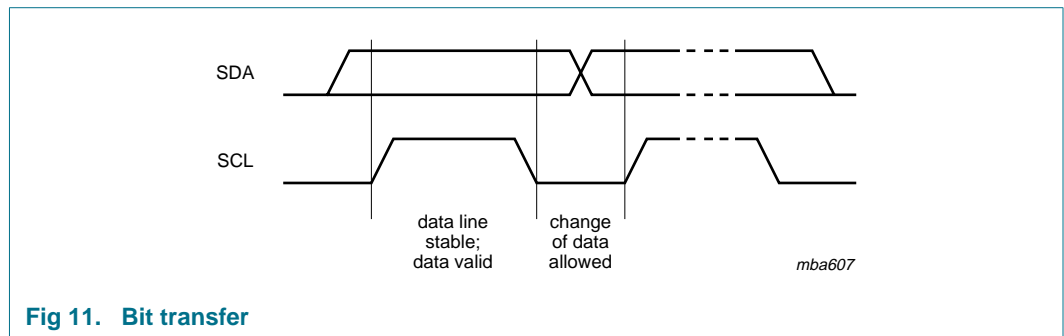 SDA
SCL
data line
stable;
data valid
change
of data
allowed
mba607
Fig 11. Bit transfer